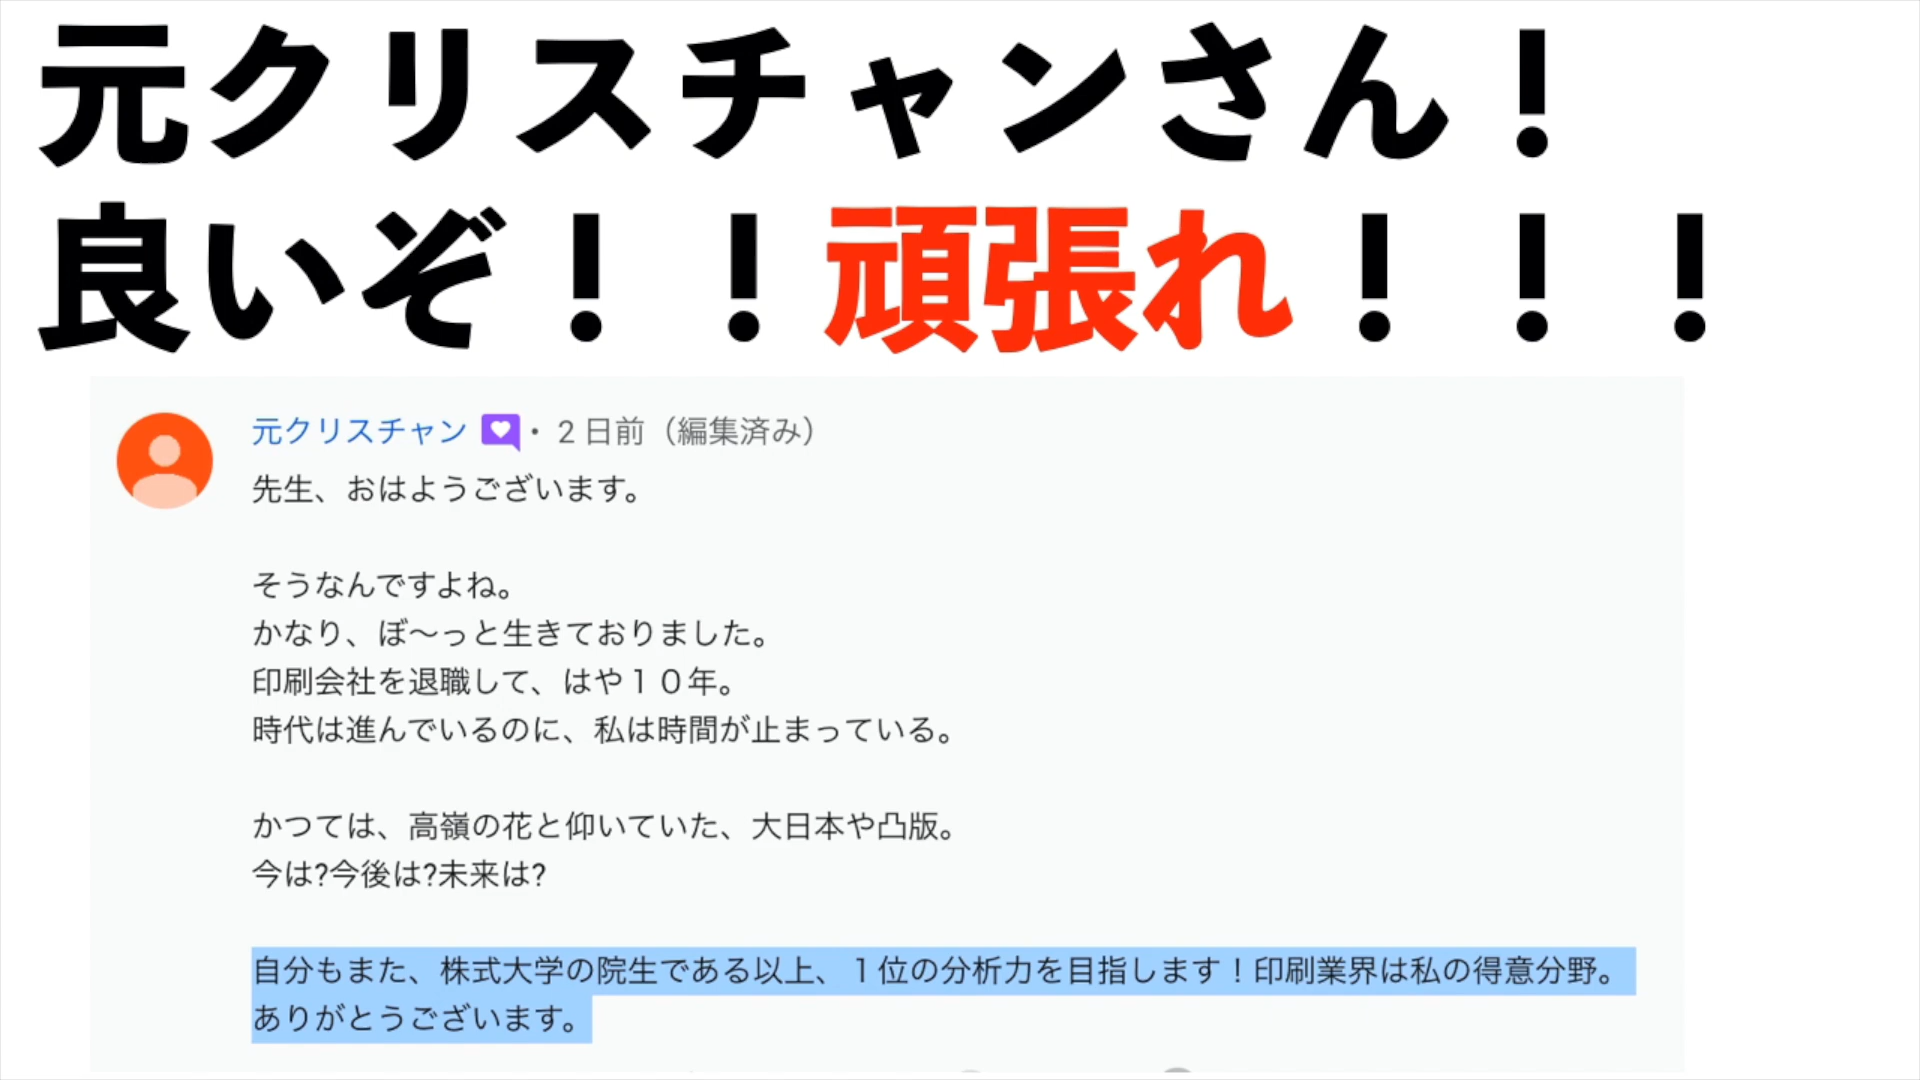 元クリスチャンさん！
良いぞ！！頑張れ！！！
元クリスチャン • 2 日前（編集済み）
先生、おはようございます。
そうなんですよね。
かなり、ぼ～っと生きておりました。
印刷会社を退職して、はや１０年。
時代は進んでいるのに、私は時間が止まっている。
かつては、高嶺の花と仰いていた、大日本や凸版。
今は?今後は?未来は?
自分もまた、株式大学の院生である以上、１位の分析力を目指します！印刷業界は私の得意分野。
ありがとうございます。